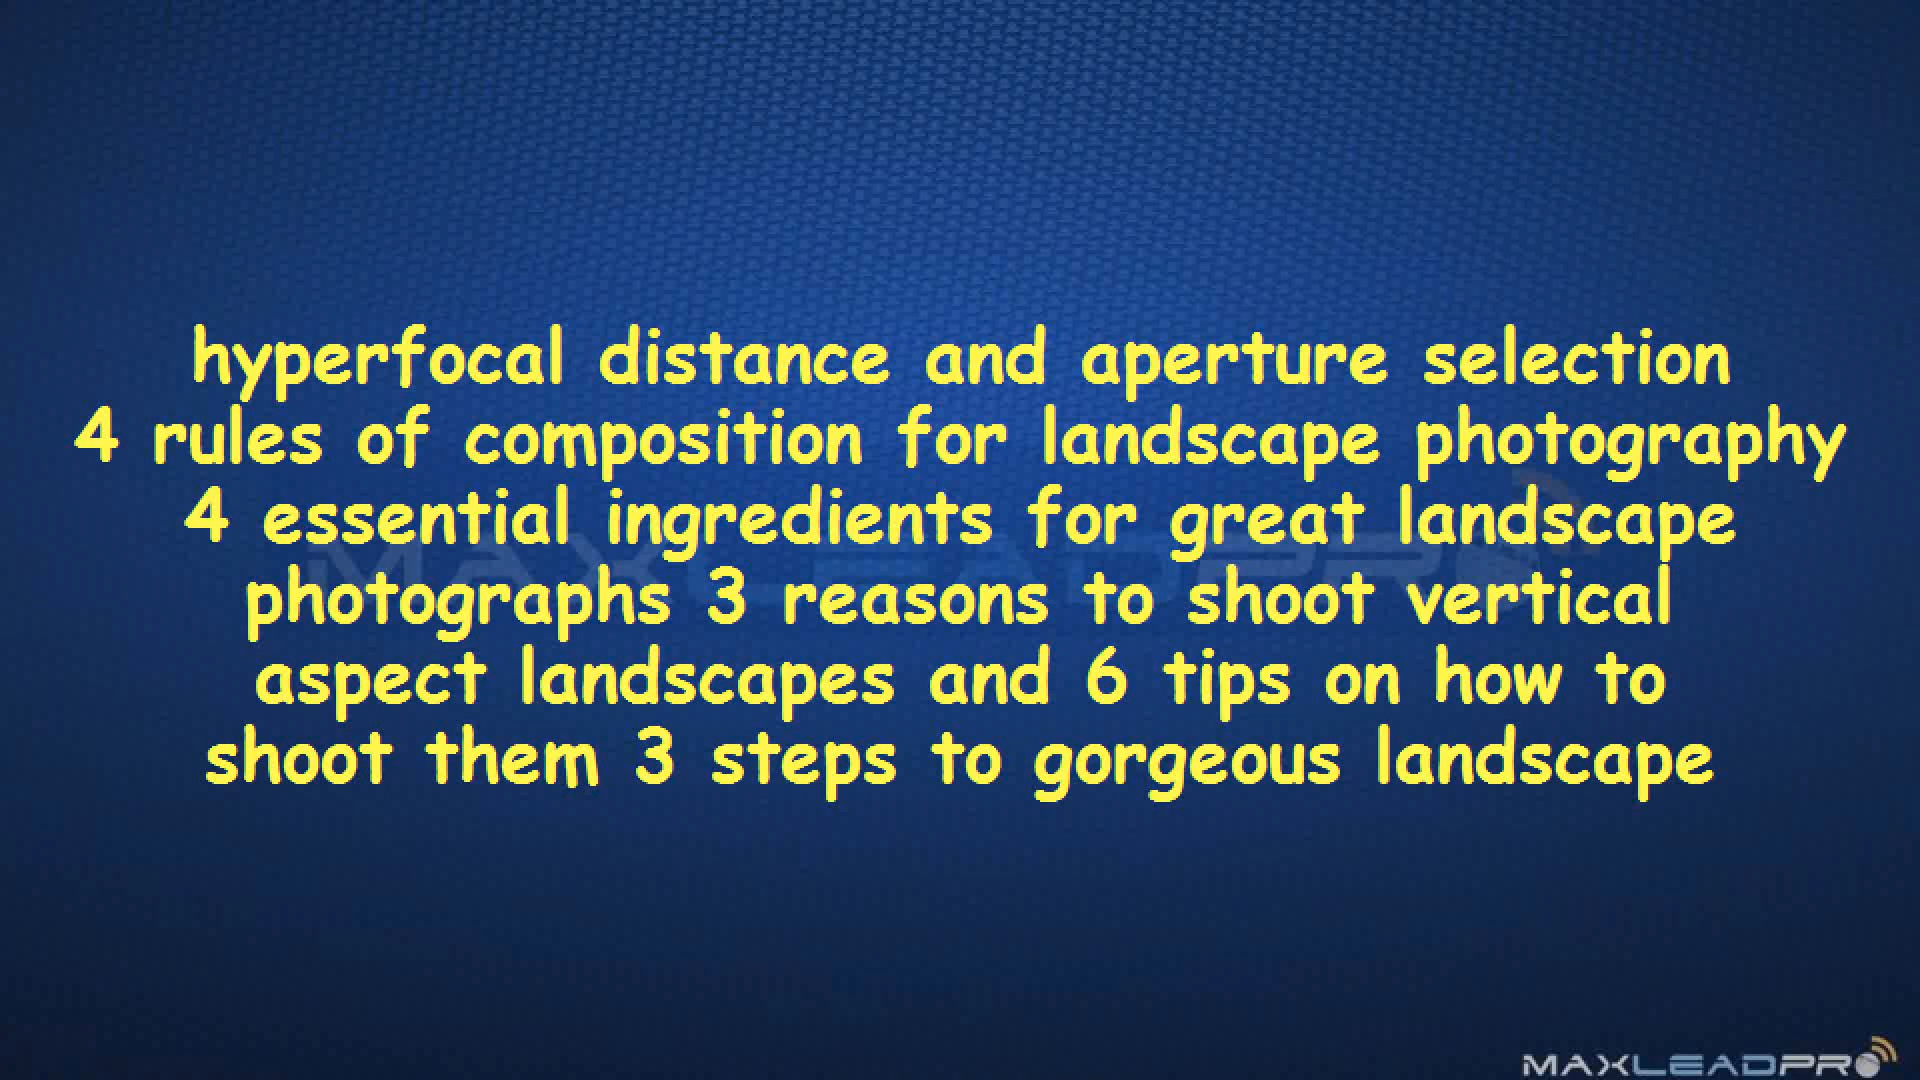 hyperfocal distance and aperture selection
4 rules of composition for landscape photography
4 essential ingredients for great landscape
photographs 3 reasons to shoot vertical
aspect landscapes and 6 tips on how to
shoot them 3 steps to gorgeous landscape
MAXLEADPRO
MAXLEADPRO